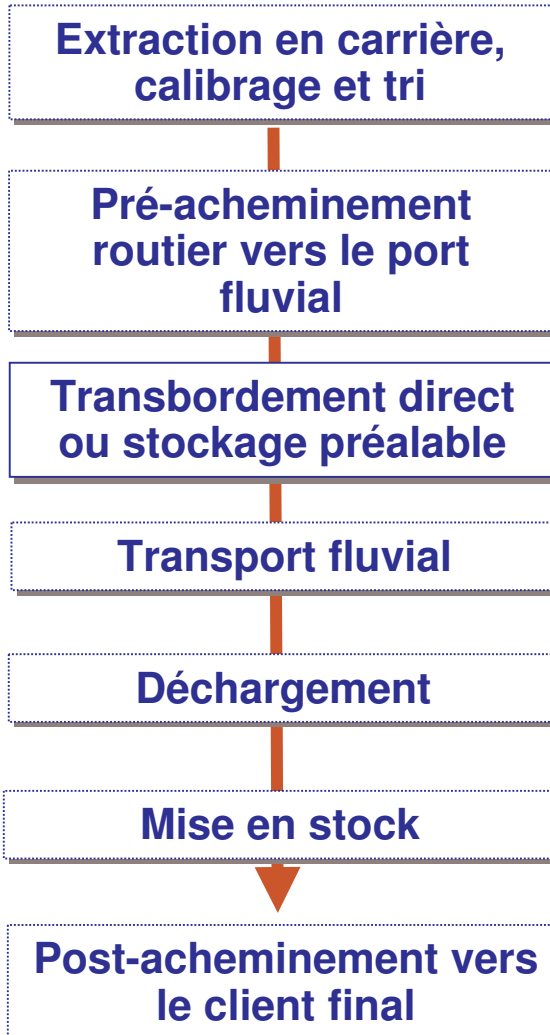 Extraction en carrière,
calibrage et tri
Pré-acheminement
routier vers le port
fluvial
Transbordement direct
ou stockage préalable
Transport fluvial
Déchargement
Mise en stock
Post-acheminement vers
le client final